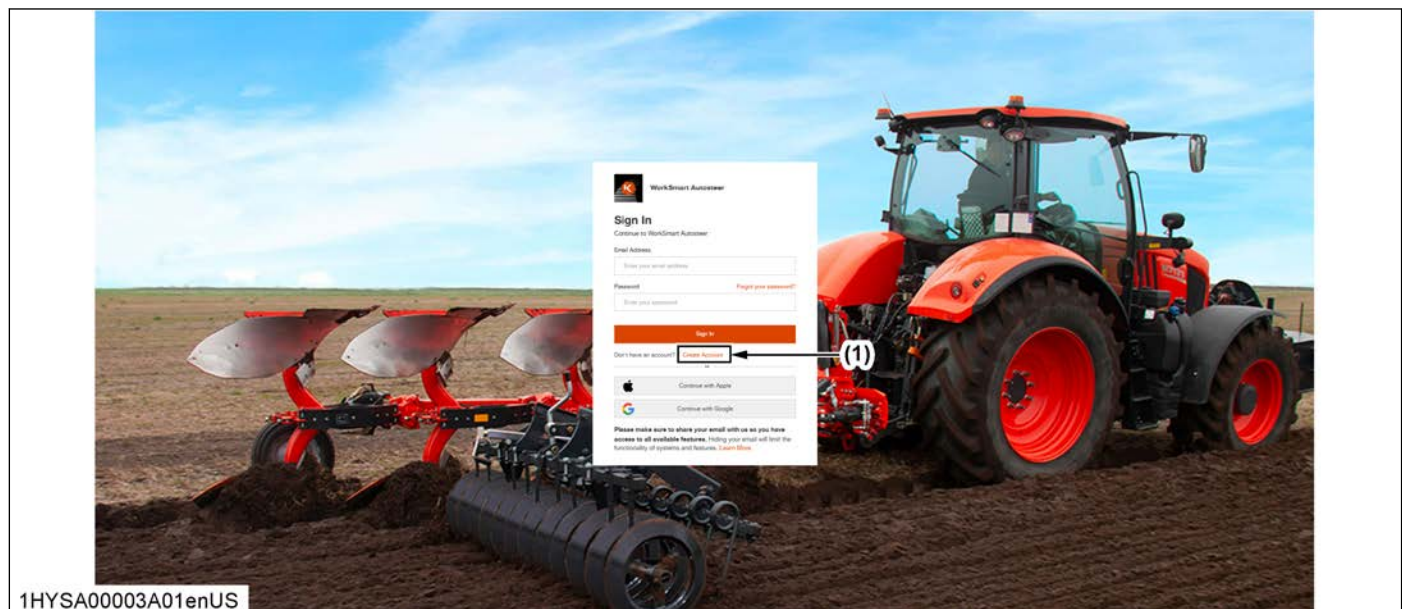 WorkSmart Autosteer
Sign In
Continue to WorkSmart Autosteer
Email Address
Enter your email address
Password Forgot your password?
Enter your password
Sign In
Don't have an account? Create Account
(1)
or
Continue with Apple
Continue with Google
Please make sure to share your email with us so you have
access to all available features. Hiding your email will limit the
functionality of systems and features. Learn More
1HYSA00003A01enUS